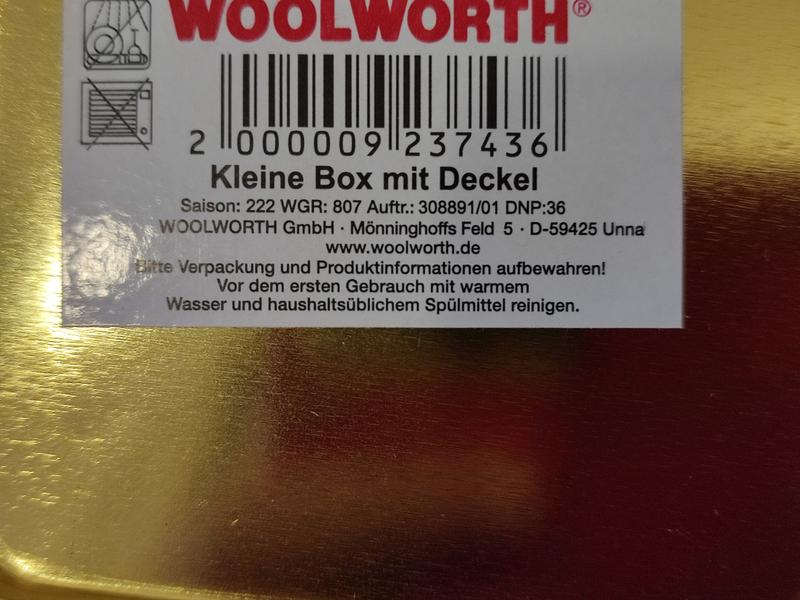 WOOLWORTH®
2 000009 237436
Kleine Box mit Deckel
Saison: 222 WGR: 807 Auftr.: 308891/01 DNP:36
WOOLWORTH GmbH · Mönninghoffs Feld 5 · D-59425 Unna
www.woolworth.de
Bitte Verpackung und Produktinformationen aufbewahren!
Vor dem ersten Gebrauch mit warmem
Wasser und haushaltsüblichem Spülmittel reinigen.